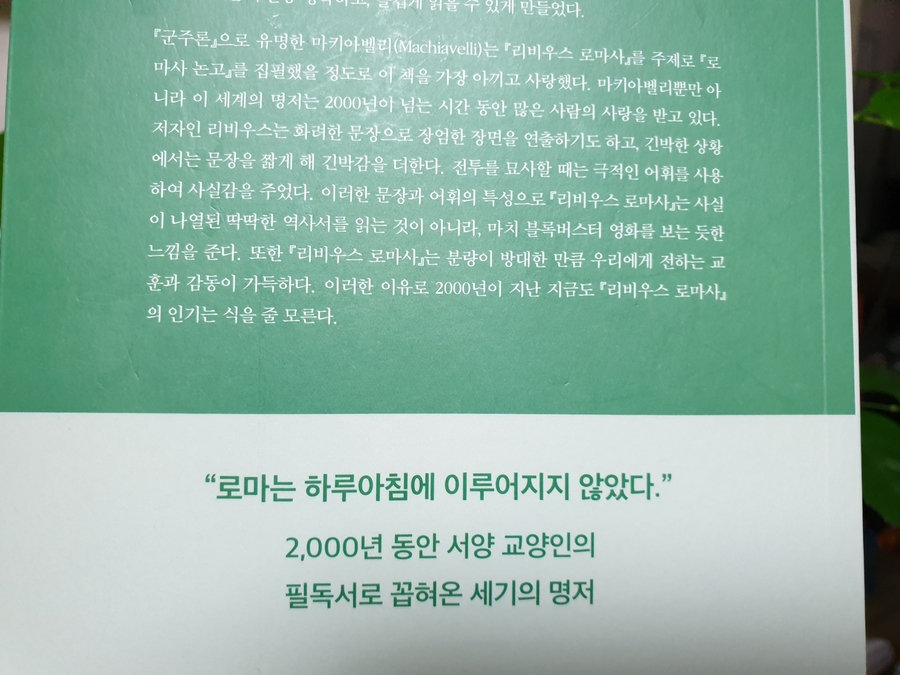 쉽게 읽을 수 있게 만들었다.
『군주론』으로 유명한 마키아벨리(Machiavelli)는 『리비우스 로마사』를 주제로 『로
마사 논고』를 집필했을 정도로 이 책을 가장 아끼고 사랑했다. 마키아벨리뿐만 아
니라 이 세계의 명저는 2000년이 넘는 시간 동안 많은 사람의 사랑을 받고 있다.
저자인 리비우스는 화려한 문장으로 장엄한 장면을 연출하기도 하고, 긴박한 상황
에서는 문장을 짧게 해 긴박감을 더한다. 전투를 묘사할 때는 극적인 어휘를 사용
하여 사실감을 주었다. 이러한 문장과 어휘의 특성으로 『리비우스 로마사』는 사실
이 나열된 딱딱한 역사서를 읽는 것이 아니라, 마치 블록버스터 영화를 보는 듯한
느낌을 준다. 또한 『리비우스 로마사』는 분량이 방대한 만큼 우리에게 전하는 교
훈과 감동이 가득하다. 이러한 이유로 2000년이 지난 지금도 『리비우스 로마사』
의 인기는 식을 줄 모른다.
“로마는 하루아침에 이루어지지 않았다.”
2,000년 동안 서양 교양인의
필독서로 꼽혀온 세기의 명저